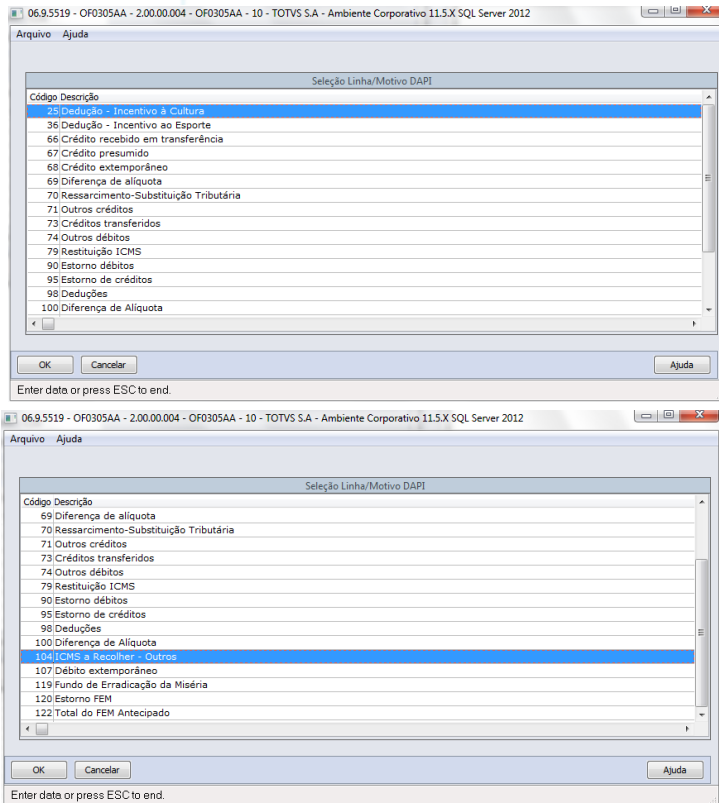 06.9.5519 - OF0305AA - 2.00.00.004 - OF0305AA - 10 - TOTVS S.A - Ambiente Corporativo 11.5.X SQL Server 2012
Arquivo Ajuda
Seleção Linha/Motivo DAPI
Código Descrição
25 Dedução - Incentivo à Cultura
36 Dedução - Incentivo ao Esporte
66 Crédito recebido em transferência
67 Crédito presumido
68 Crédito extemporâneo
69 Diferença de alíquota
70 Ressarcimento-Substituição Tributária
71 Outros créditos
73 Créditos transferidos
74 Outros débitos
79 Restituição ICMS
90 Estorno débitos
95 Estorno de créditos
98 Deduções
100 Diferença de Alíquota
OK Cancelar Ajuda
Enter data or press ESC to end.
06.9.5519 - OF0305AA - 2.00.00.004 - OF0305AA - 10 - TOTVS S.A - Ambiente Corporativo 11.5.X SQL Server 2012
Arquivo Ajuda
Seleção Linha/Motivo DAPI
Código Descrição
69 Diferença de alíquota
70 Ressarcimento-Substituição Tributária
71 Outros créditos
73 Créditos transferidos
74 Outros débitos
79 Restituição ICMS
90 Estorno débitos
95 Estorno de créditos
98 Deduções
100 Diferença de Alíquota
104 ICMS a Recolher - Outros
107 Débito extemporâneo
119 Fundo de Erradicação da Miséria
120 Estorno FEM
122 Total do FEM Antecipado
OK Cancelar Ajuda
Enter data or press ESC to end.